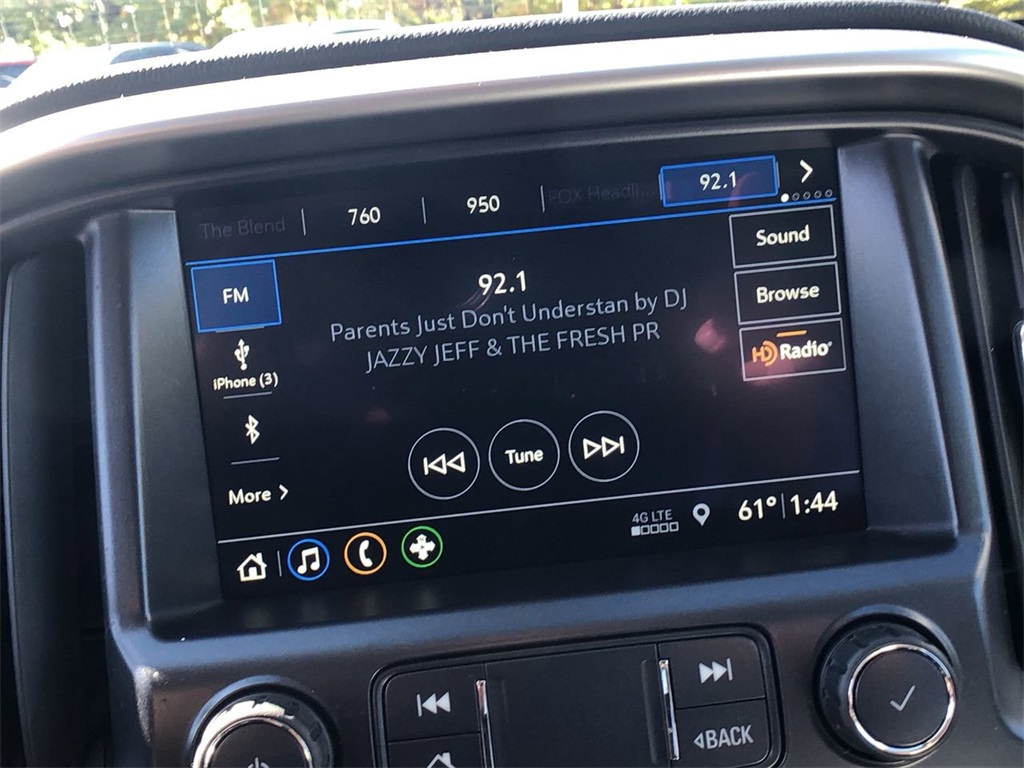 The Blend
760
950
FOX Headli...
92.1
FM
92.1
Sound
Parents Just Don't Understan by DJ
JAZZY JEFF & THE FRESH PR
Browse
iPhone (3)
HD Radio
Tune
More
4G LTE
61° 1:44
BACK